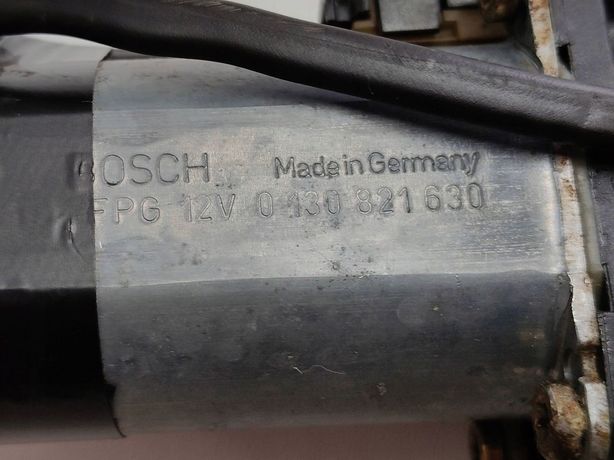 BOSCH Made in Germany
FPG 12V 0 130 821 630